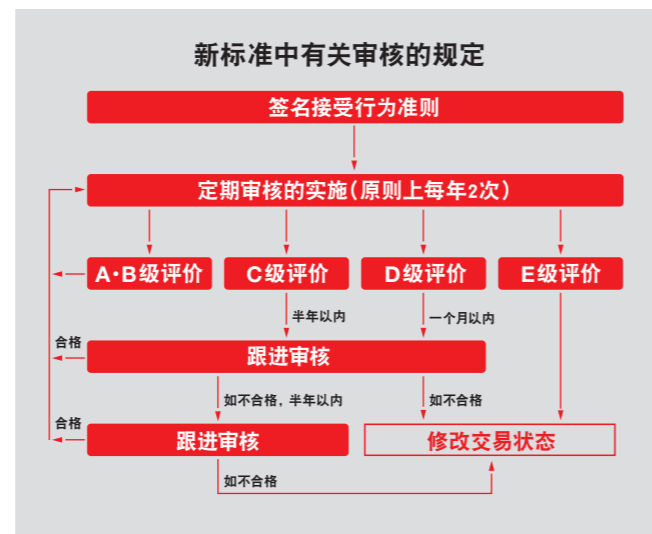 新标准中有关审核的规定
签名接受行为准则
定期审核的实施（原则上每年2次）
A·B级评价
C级评价
D级评价
E级评价
半年以内
一个月以内
合格
跟进审核
如不合格，半年以内
如不合格
合格
跟进审核
修改交易状态
如不合格